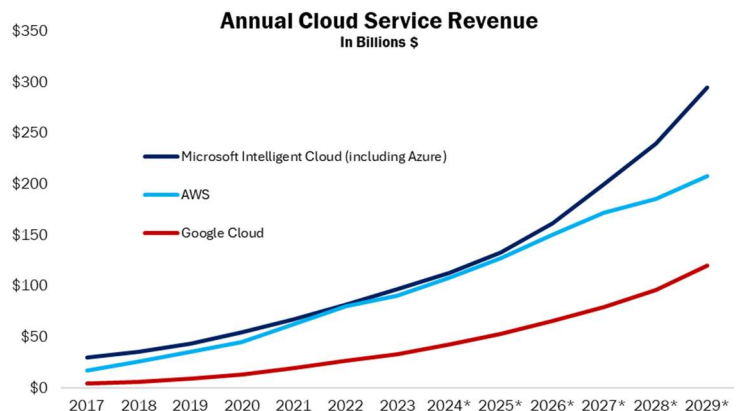 Annual Cloud Service Revenue
In Billions $
$350
$300
$250
$200
$150
$100
$50
$0
Microsoft Intelligent Cloud (including Azure)
AWS
Google Cloud
2017 2018 2019 2020 2021 2022 2023 2024* 2025* 2026* 2027* 2028* 2029*